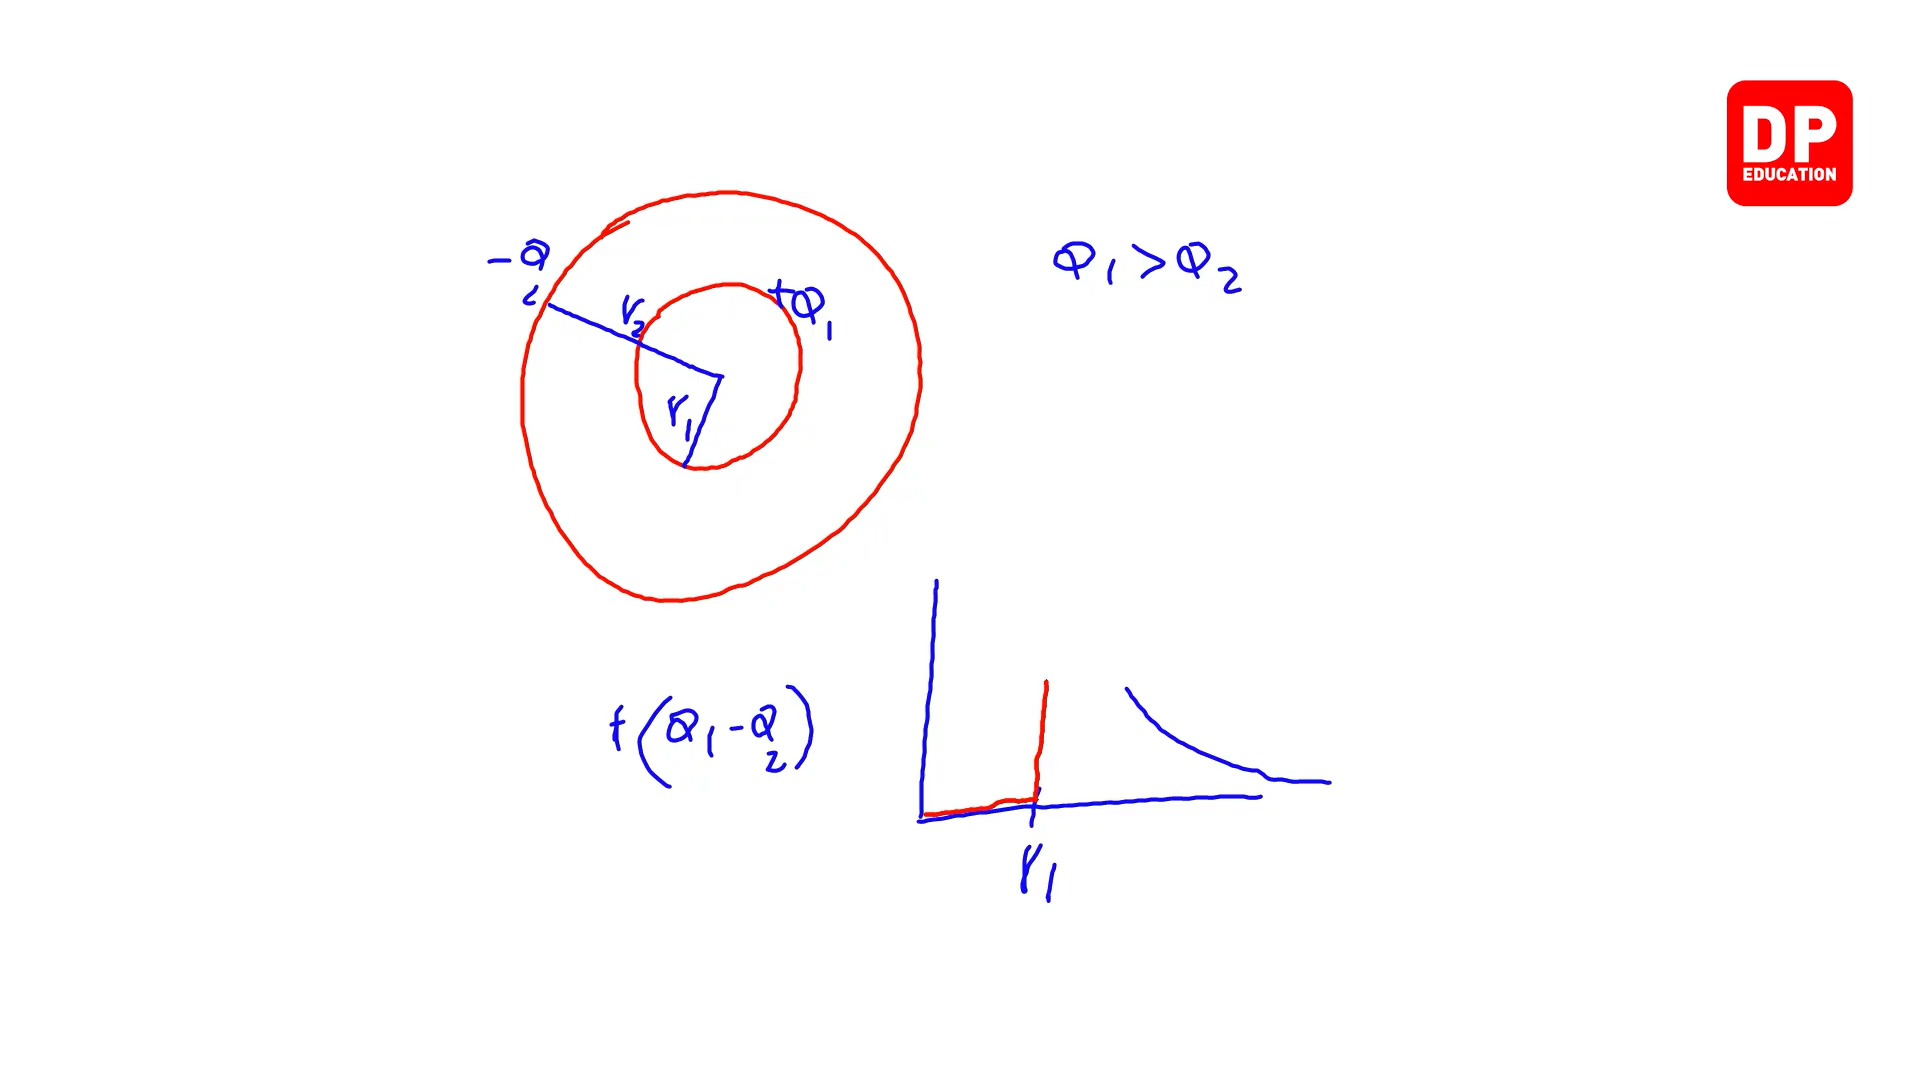 DP
EDUCATION
-Q2
+Q1
r2
r1
Q1 > Q2
+(Q1 - Q2)
r1